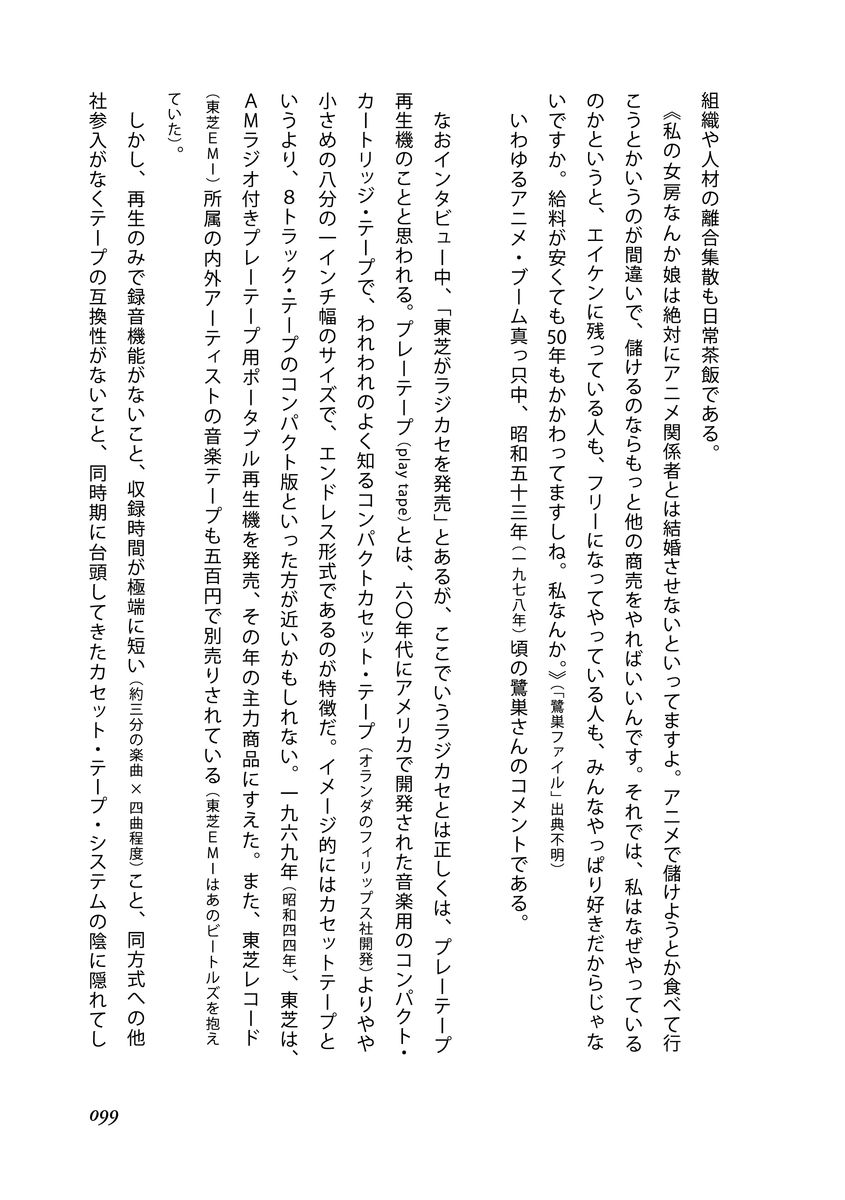 組織や人材の離合集散も日常茶飯である。
《私の女房なんか娘は絶対にアニメ関係者とは結婚させないといってますよ。アニメで儲けようとか食べて行
こうとかいうのが間違いで、儲けるのならもっと他の商売をやればいいんです。それでは、私はなぜやっている
のかというと、エイケンに残っている人も、フリーになってやっている人も、みんなやっぱり好きだからじゃな
いですか。給料が安くても50年もかかわってますしね。私なんか。》（「鷺巣ファイル」出典不明）
いわゆるアニメ・ブーム真っ只中、昭和五十三年（一九七八年）頃の鷺巣さんのコメントである。
なおインタビュー中、「東芝がラジカセを発売」とあるが、ここでいうラジカセとは正しくは、プレーテープ
再生機のことと思われる。プレーテープ（play tape）とは、六〇年代にアメリカで開発された音楽用のコンパクト・
カートリッジ・テープで、われわれのよく知るコンパクトカセット・テープ（オランダのフィリップス社開発）よりやや
小さめの八分の一インチ幅のサイズで、エンドレス形式であるのが特徴だ。イメージ的にはカセットテープと
いうより、８トラック・テープのコンパクト版といった方が近いかもしれない。一九六九年（昭和四四年）、東芝は、
ＡＭラジオ付きプレーテープ用ポータブル再生機を発売、その年の主力商品にすえた。また、東芝レコード
（東芝ＥＭＩ）所属の内外アーティストの音楽テープも五百円で別売りされている（東芝ＥＭＩはあのビートルズを抱え
ていた）。
しかし、再生のみで録音機能がないこと、収録時間が極端に短い（約三分の楽曲×四曲程度）こと、同方式への他
社参入がなくテープの互換性がないこと、同時期に台頭してきたカセット・テープ・システムの陰に隠れてし
099